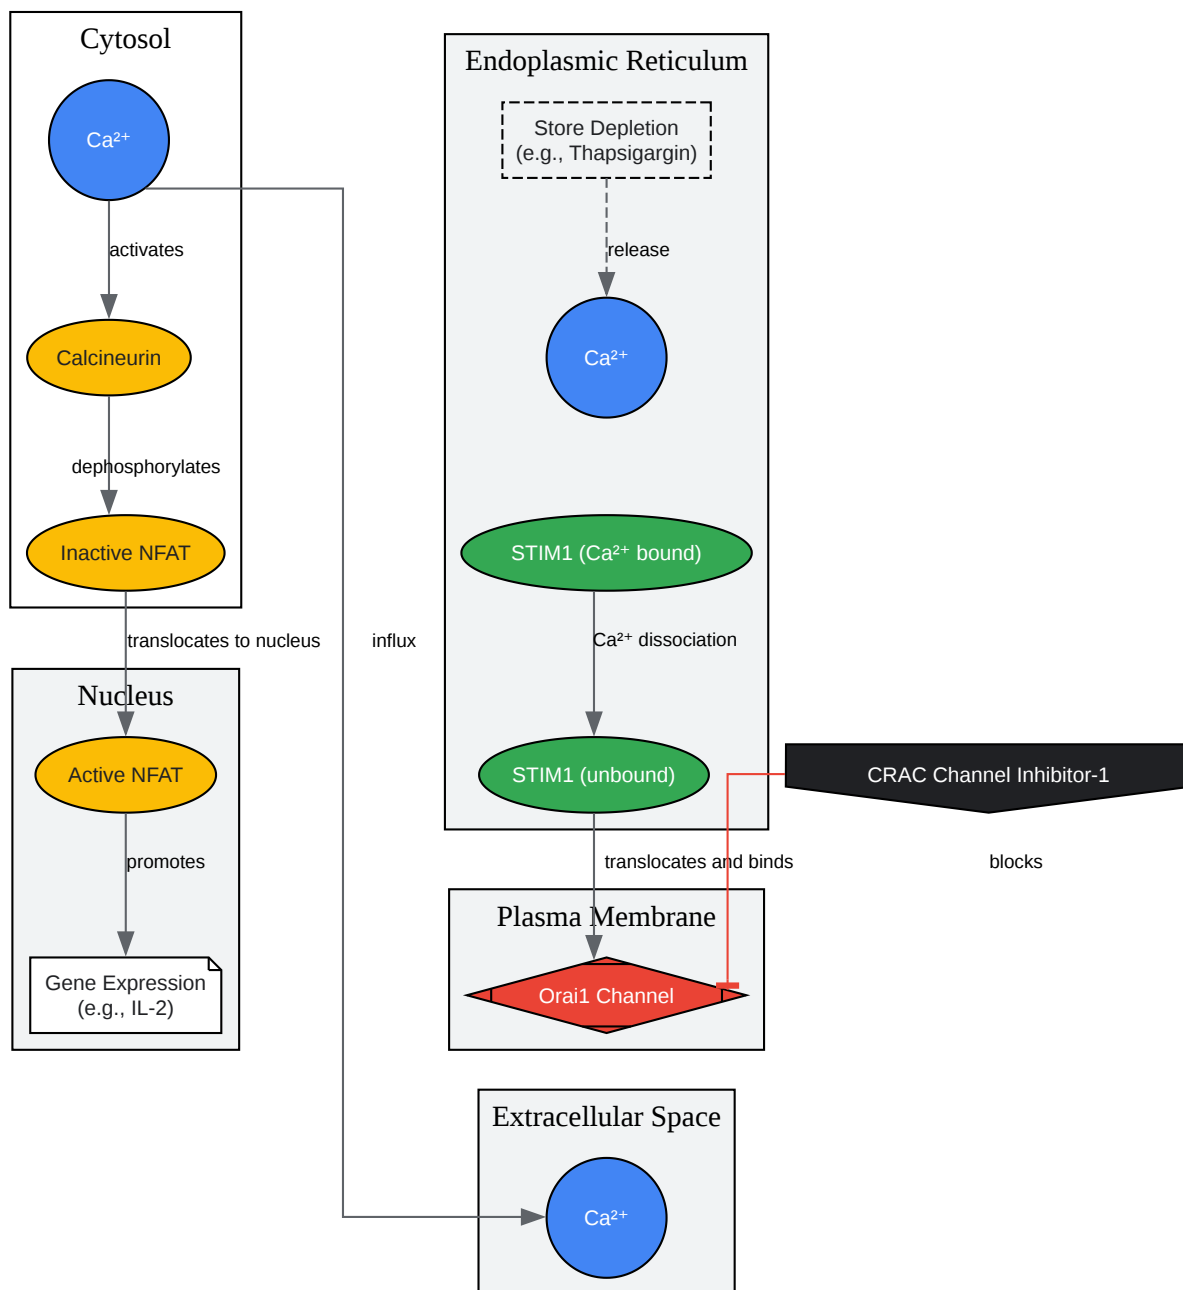 Cytosol
Ca²⁺
activates
Calcineurin
dephosphorylates
Inactive NFAT
translocates to nucleus
Nucleus
Active NFAT
promotes
Gene Expression
(e.g., IL-2)
influx
Endoplasmic Reticulum
Store Depletion
(e.g., Thapsigargin)
release
Ca²⁺
STIM1 (Ca²⁺ bound)
Ca²⁺ dissociation
STIM1 (unbound)
translocates and binds
CRAC Channel Inhibitor-1
blocks
Plasma Membrane
Orai1 Channel
Extracellular Space
Ca²⁺